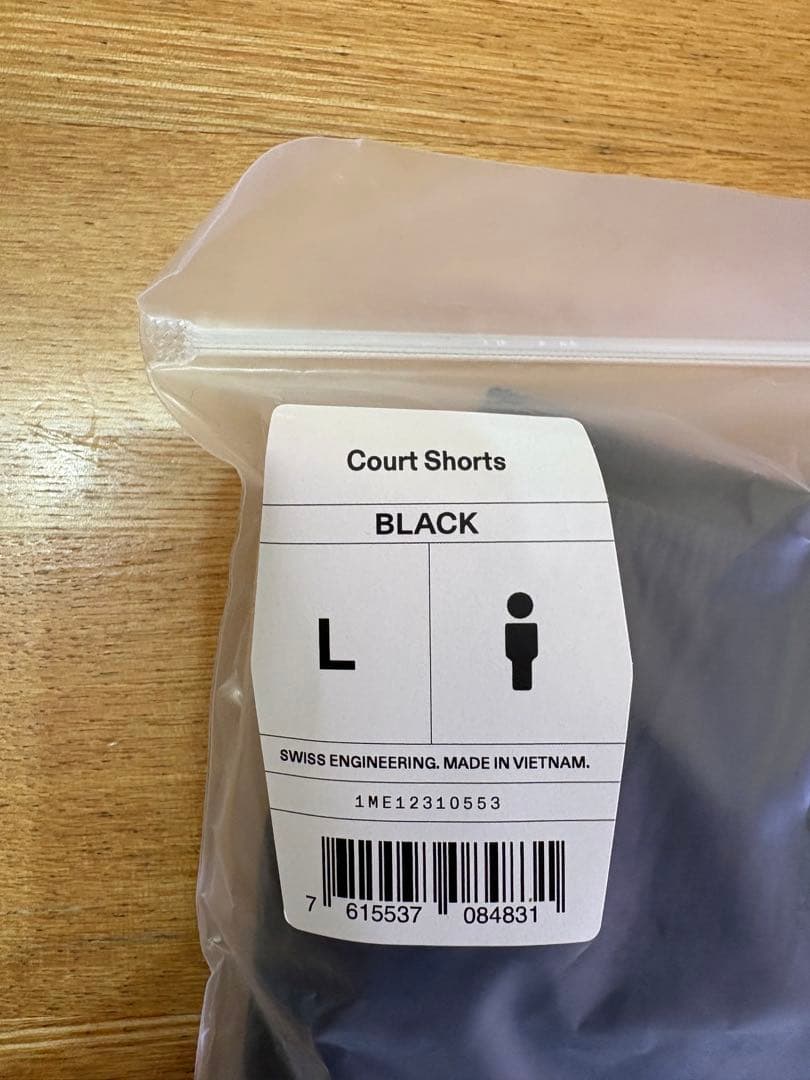 Court Shorts
BLACK
L
SWISS ENGINEERING. MADE IN VIETNAM.
1ME12310553
7 615537 084831